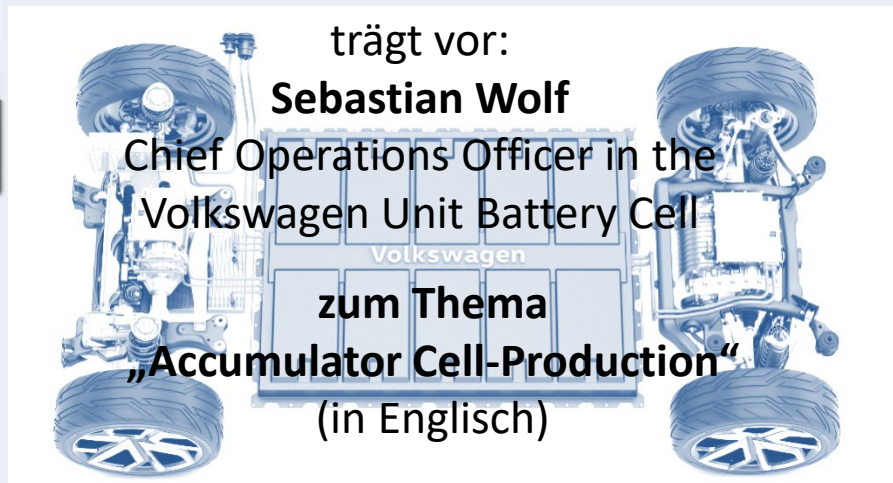 trägt vor:
Sebastian Wolf
Chief Operations Officer in the
Volkswagen Unit Battery Cell
Volkswagen
zum Thema
„Accumulator Cell-Production“
(in Englisch)